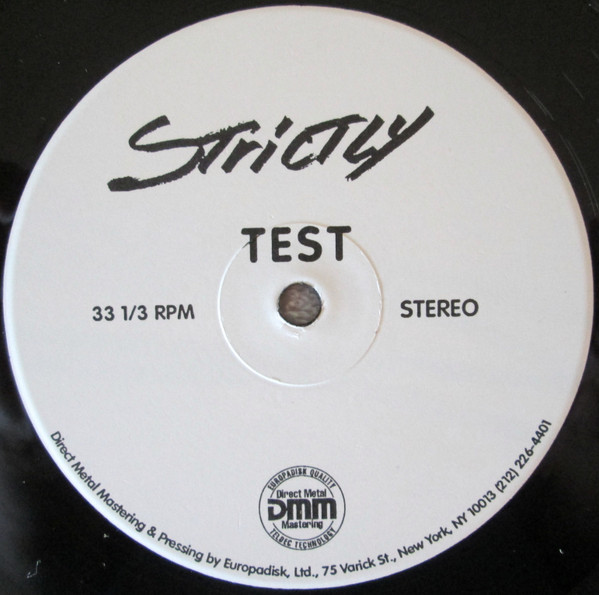 STRICTLY
TEST
33 1/3 RPM
STEREO
EUROPADISK QUALITY
Direct Metal
DMM
Mastering
TELDEC TECHNOLOGY
Direct Metal Mastering & Pressing by Europadisk, Ltd., 75 Varick St., New York, NY 10013 (212) 226-4401